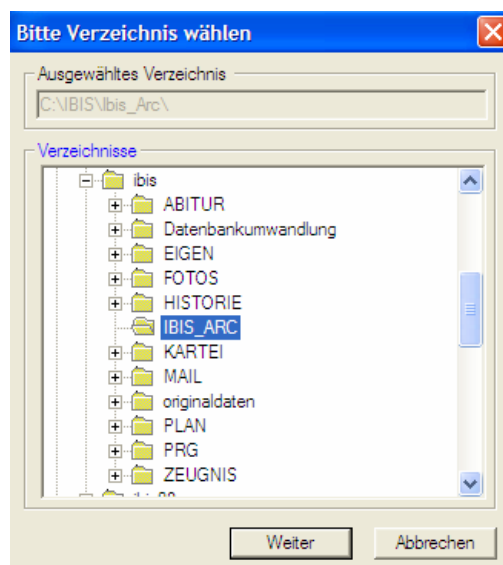 Bitte Verzeichnis wählen
Ausgewähltes Verzeichnis
C:\IBIS\Ibis_Arc\
Verzeichnisse
ibis
ABITUR
Datenbankumwandlung
EIGEN
FOTOS
HISTORIE
IBIS_ARC
KARTEI
MAIL
originaldaten
PLAN
PRG
ZEUGNIS
Weiter Abbrechen